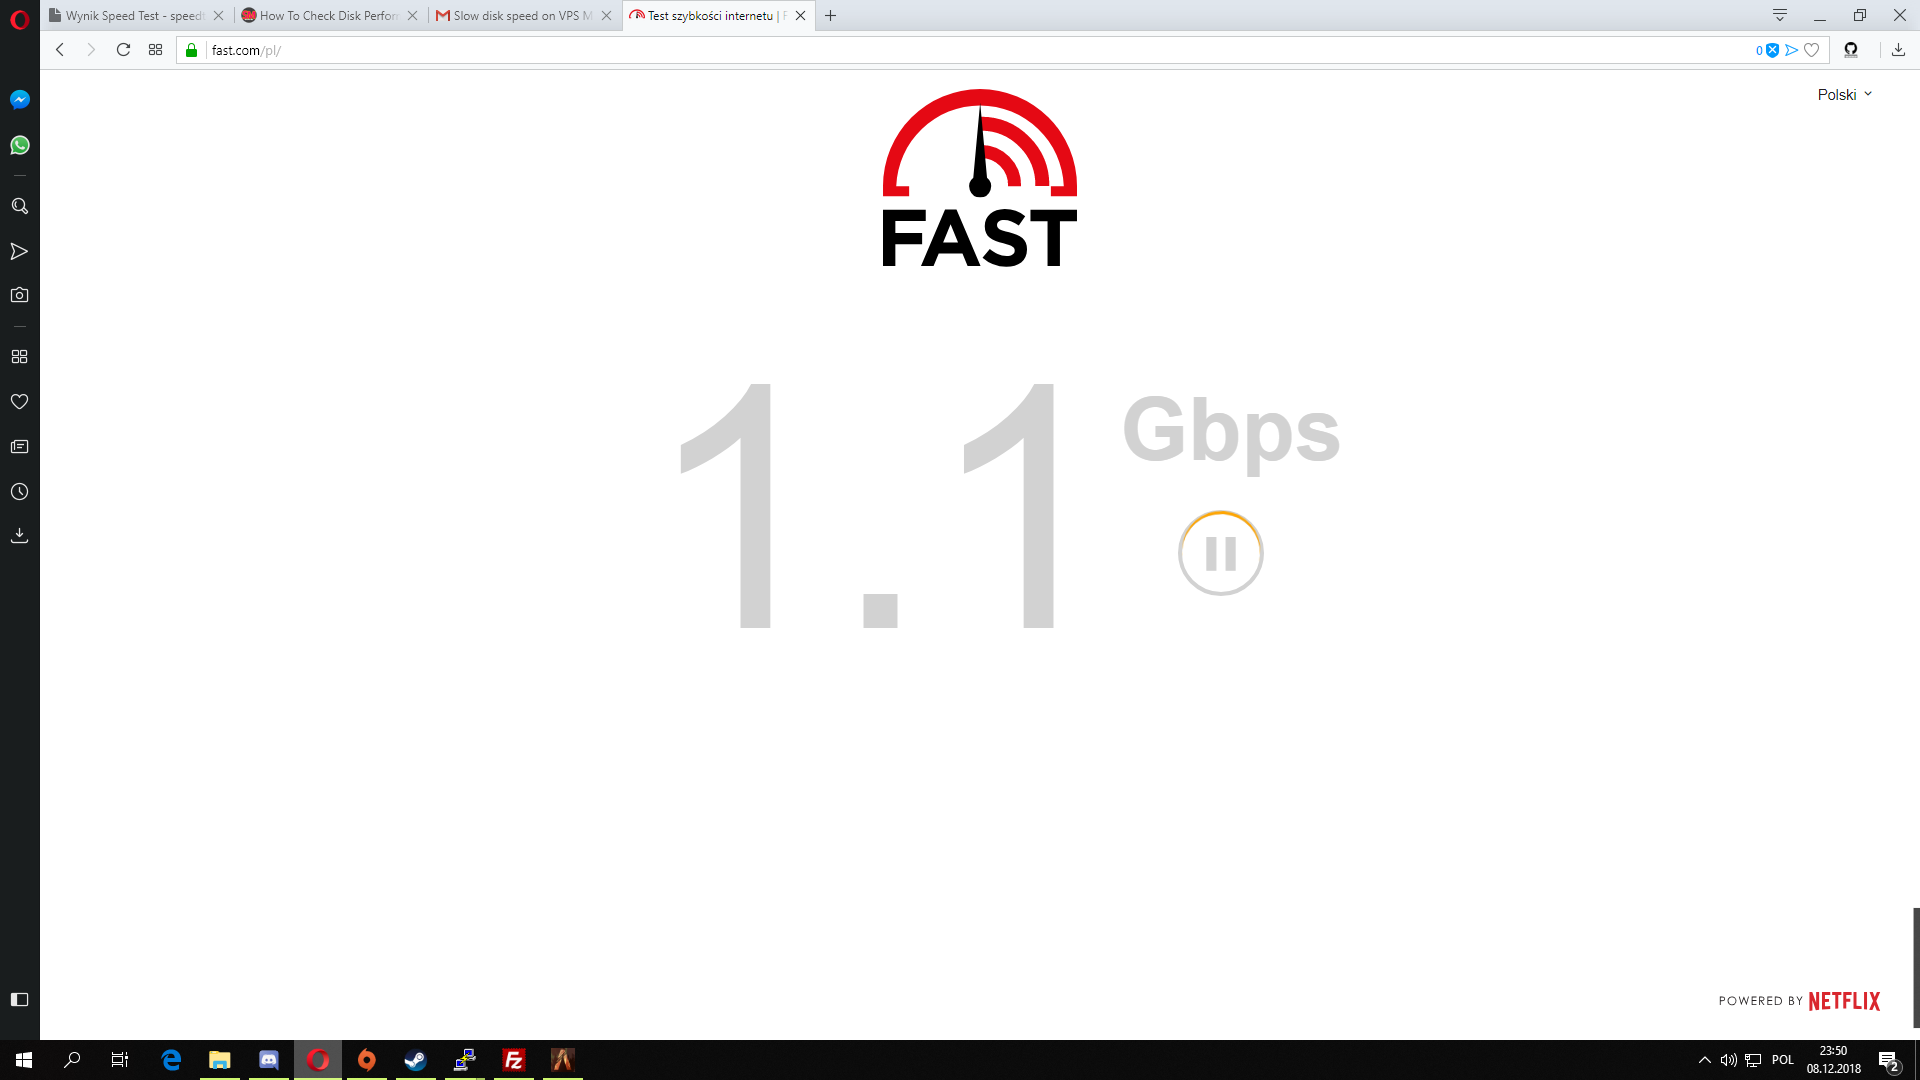 Wynik Speed Test - speedt
How To Check Disk Perform
Slow disk speed on VPS M
Test szybkości internetu | F
fast.com/pl/
0
Polski
FAST
1.1 Gbps
POWERED BY NETFLIX
POL
23:50
08.12.2018
2